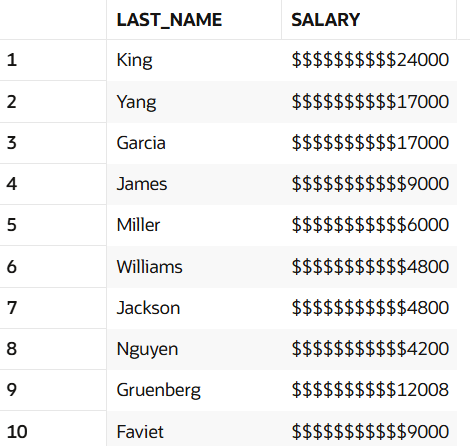 LAST_NAME SALARY
1 King $$$$$$$$$$24000
2 Yang $$$$$$$$$$17000
3 Garcia $$$$$$$$$$17000
4 James $$$$$$$$$$$9000
5 Miller $$$$$$$$$$$6000
6 Williams $$$$$$$$$$$4800
7 Jackson $$$$$$$$$$$4800
8 Nguyen $$$$$$$$$$$4200
9 Gruenberg $$$$$$$$$$12008
10 Faviet $$$$$$$$$$$9000